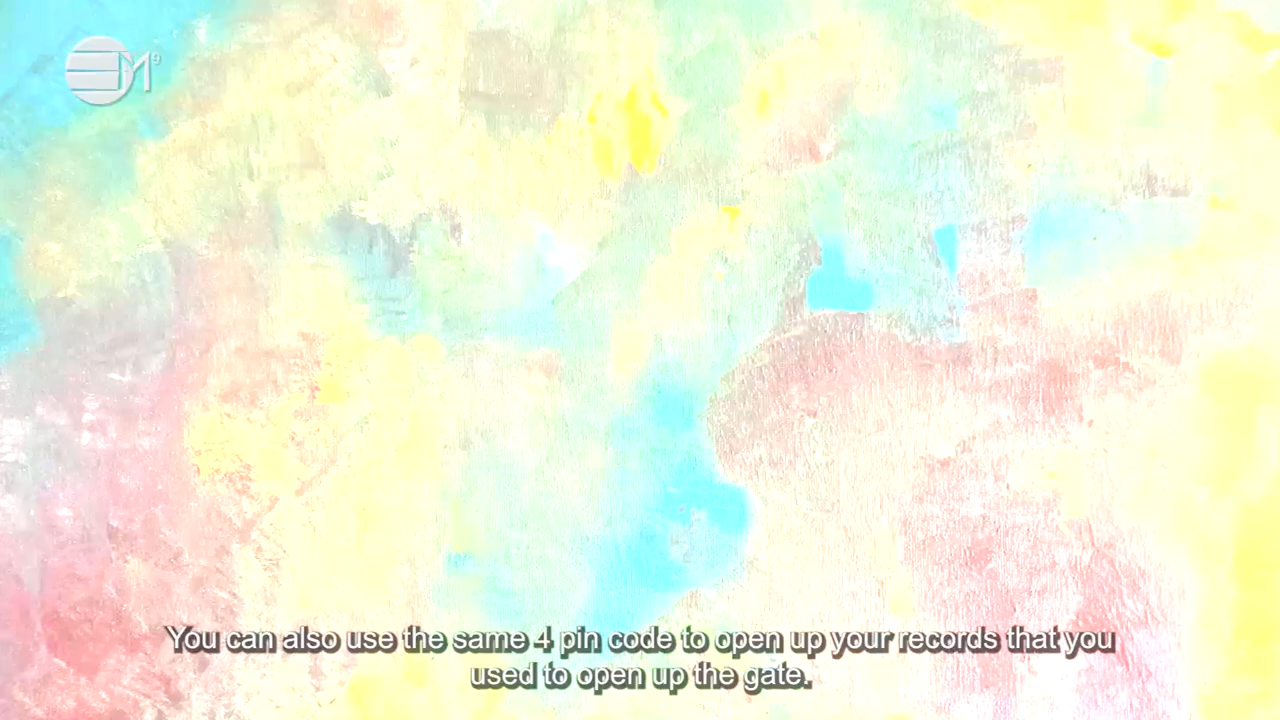 EM9
You can also use the same 4 pin code to open up your records that you
used to open up the gate.